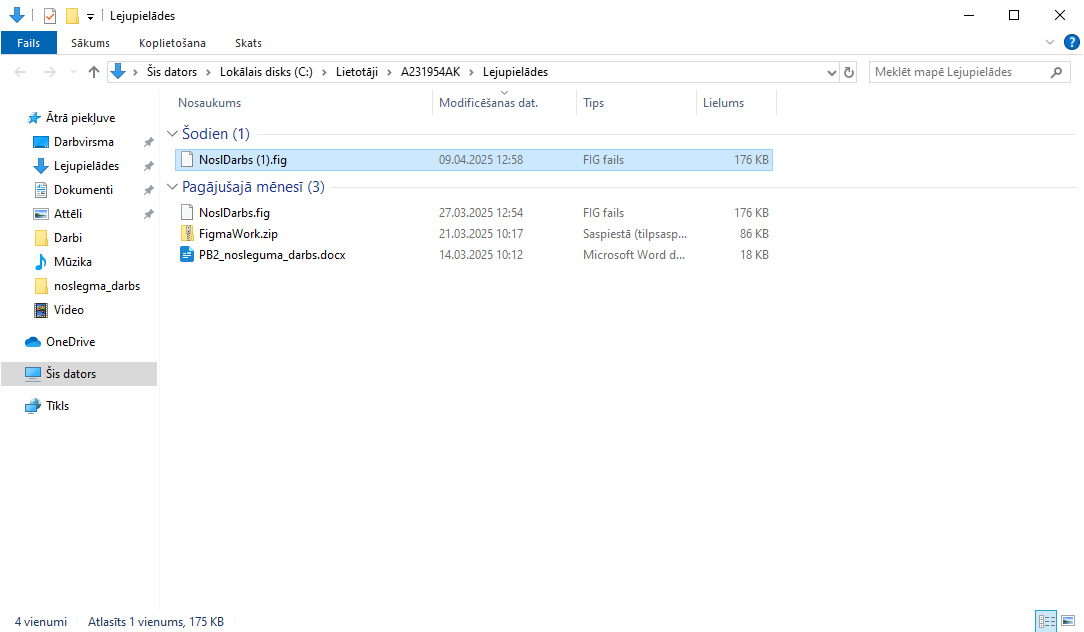 Lejupielādes
Fails Sākums Koplietošana Skats ?
Šis dators Lokālais disks (C:) Lietotāji A231954AK Lejupielādes Meklēt mapē Lejupielādes
Nosaukums Modificēšanas dat. Tips Lielums
Ātrā piekļuve
Darbvirsma
Lejupielādes
Dokumenti
Attēli
Darbi
Mūzika
noslegma_darbs
Video
OneDrive
Šis dators
Tīkls
Šodien (1)
NoslDarbs (1).fig 09.04.2025 12:58 FIG fails 176 KB
Pagājušajā mēnesī (3)
NoslDarbs.fig 27.03.2025 12:54 FIG fails 176 KB
FigmaWork.zip 21.03.2025 10:17 Saspiestā (tilpsasp... 86 KB
PB2_nosleguma_darbs.docx 14.03.2025 10:12 Microsoft Word d... 18 KB
4 vienumi Atlasīts 1 vienums, 175 KB